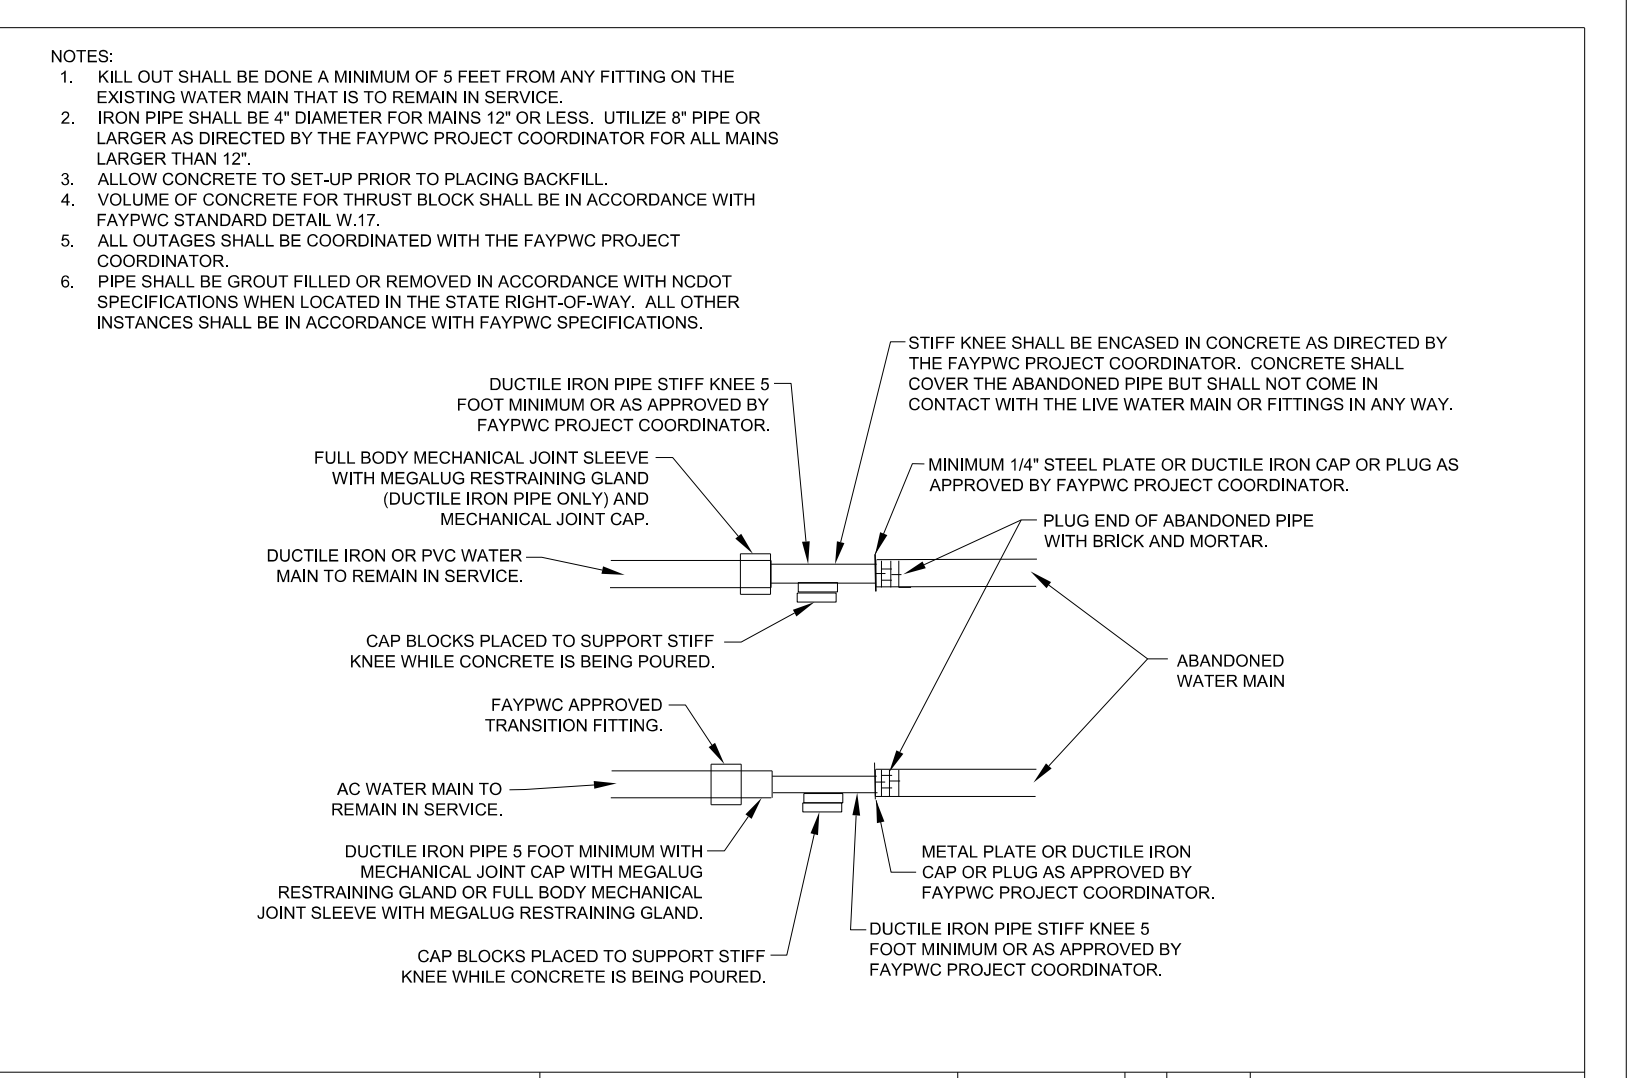 NOTES:
1. KILL OUT SHALL BE DONE A MINIMUM OF 5 FEET FROM ANY FITTING ON THE
EXISTING WATER MAIN THAT IS TO REMAIN IN SERVICE.
2. IRON PIPE SHALL BE 4" DIAMETER FOR MAINS 12" OR LESS. UTILIZE 8" PIPE OR
LARGER AS DIRECTED BY THE FAYPWC PROJECT COORDINATOR FOR ALL MAINS
LARGER THAN 12".
3. ALLOW CONCRETE TO SET-UP PRIOR TO PLACING BACKFILL.
4. VOLUME OF CONCRETE FOR THRUST BLOCK SHALL BE IN ACCORDANCE WITH
FAYPWC STANDARD DETAIL W.17.
5. ALL OUTAGES SHALL BE COORDINATED WITH THE FAYPWC PROJECT
COORDINATOR.
6. PIPE SHALL BE GROUT FILLED OR REMOVED IN ACCORDANCE WITH NCDOT
SPECIFICATIONS WHEN LOCATED IN THE STATE RIGHT-OF-WAY. ALL OTHER
INSTANCES SHALL BE IN ACCORDANCE WITH FAYPWC SPECIFICATIONS.
STIFF KNEE SHALL BE ENCASED IN CONCRETE AS DIRECTED BY
THE FAYPWC PROJECT COORDINATOR. CONCRETE SHALL
COVER THE ABANDONED PIPE BUT SHALL NOT COME IN
CONTACT WITH THE LIVE WATER MAIN OR FITTINGS IN ANY WAY.
DUCTILE IRON PIPE STIFF KNEE 5
FOOT MINIMUM OR AS APPROVED BY
FAYPWC PROJECT COORDINATOR.
FULL BODY MECHANICAL JOINT SLEEVE
WITH MEGALUG RESTRAINING GLAND
(DUCTILE IRON PIPE ONLY) AND
MECHANICAL JOINT CAP.
MINIMUM 1/4" STEEL PLATE OR DUCTILE IRON CAP OR PLUG AS
APPROVED BY FAYPWC PROJECT COORDINATOR.
PLUG END OF ABANDONED PIPE
WITH BRICK AND MORTAR.
DUCTILE IRON OR PVC WATER
MAIN TO REMAIN IN SERVICE.
CAP BLOCKS PLACED TO SUPPORT STIFF
KNEE WHILE CONCRETE IS BEING POURED.
ABANDONED
WATER MAIN
FAYPWC APPROVED
TRANSITION FITTING.
AC WATER MAIN TO
REMAIN IN SERVICE.
DUCTILE IRON PIPE 5 FOOT MINIMUM WITH
MECHANICAL JOINT CAP WITH MEGALUG
RESTRAINING GLAND OR FULL BODY MECHANICAL
JOINT SLEEVE WITH MEGALUG RESTRAINING GLAND.
METAL PLATE OR DUCTILE IRON
CAP OR PLUG AS APPROVED BY
FAYPWC PROJECT COORDINATOR.
DUCTILE IRON PIPE STIFF KNEE 5
FOOT MINIMUM OR AS APPROVED BY
FAYPWC PROJECT COORDINATOR.
CAP BLOCKS PLACED TO SUPPORT STIFF
KNEE WHILE CONCRETE IS BEING POURED.